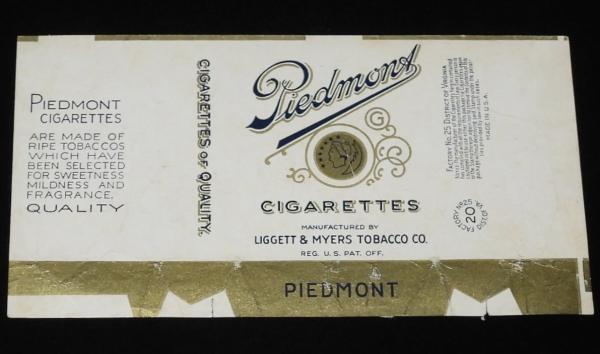 PIEDMONT
CIGARETTES
ARE MADE OF
RIPE TOBACCOS
WHICH HAVE
BEEN SELECTED
FOR SWEETNESS
MILDNESS AND
FRAGRANCE.
QUALITY
CIGARETTES OF QUALITY.
Piedmont
CIGARETTES
MANUFACTURED BY
LIGGETT & MYERS TOBACCO CO.
REG. U.S. PAT. OFF.
PIEDMONT
FACTORY No. 25 DISTRICT OF VIRGINIA
MADE IN U.S.A.
FACTORY No 25
20